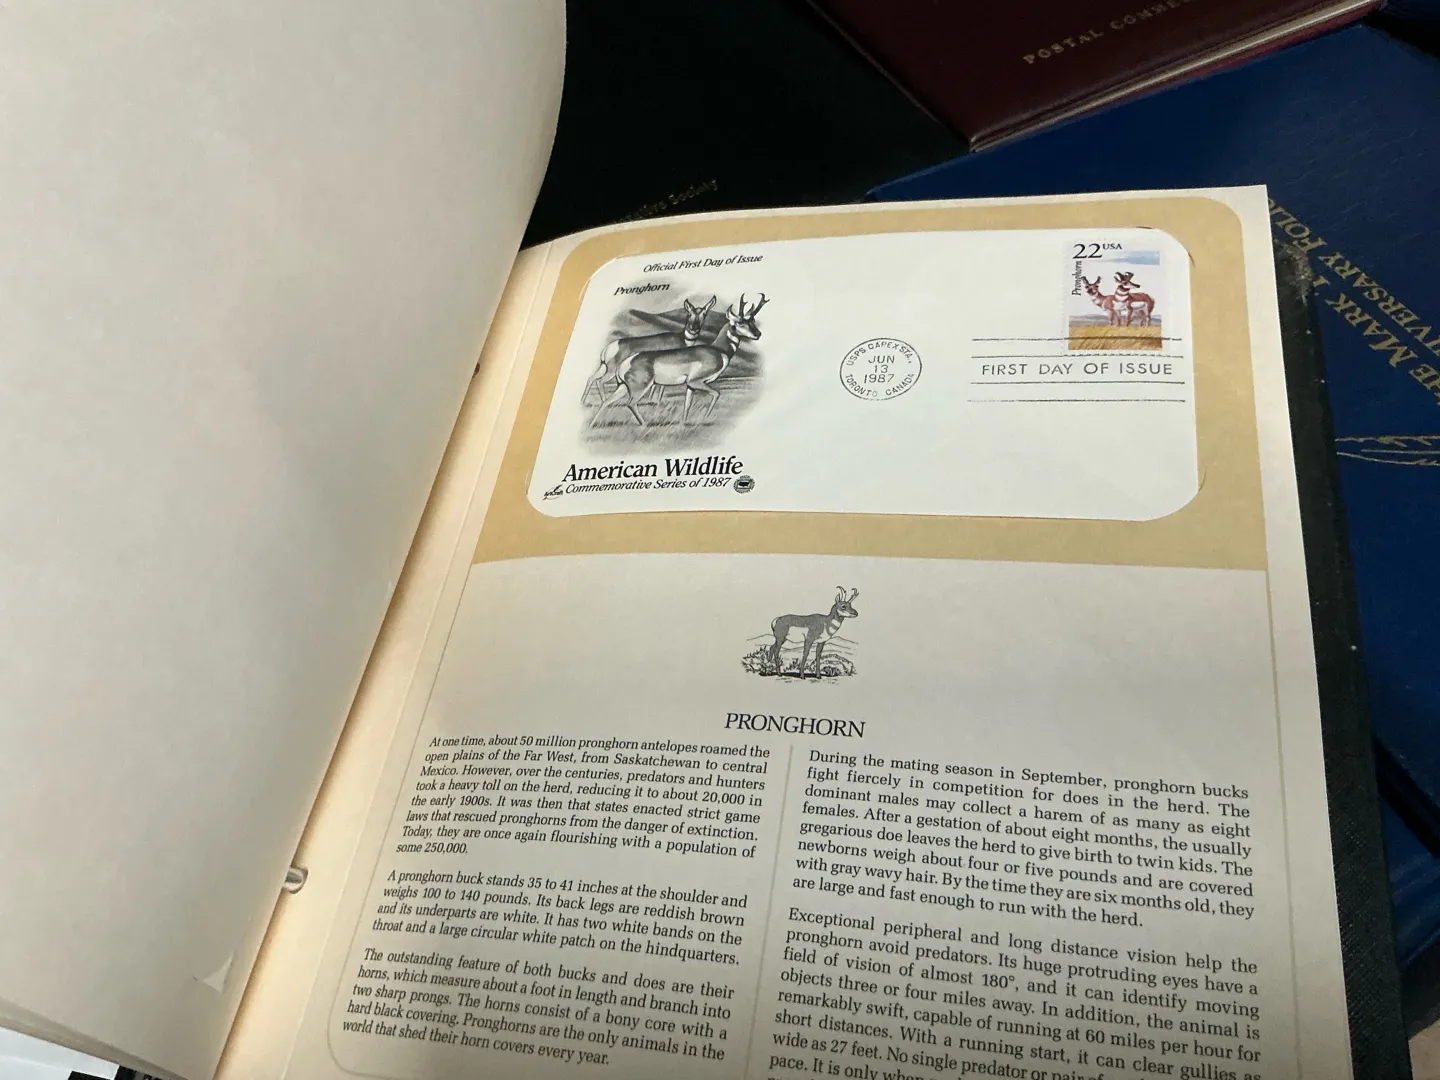 POSTAL COMME
Society
THE MARK
Official First Day of Issue
Pronghorn
22 USA
Pronghorn
USPS CAPEX STA.,
JUN
13
1987
TORONTO, CANADA
FIRST DAY OF ISSUE
American Wildlife
Commemorative Series of 1987
PRONGHORN
At one time, about 50 million pronghorn antelopes roamed the
open plains of the Far West, from Saskatchewan to central
Mexico. However, over the centuries, predators and hunters
took a heavy toll on the herd, reducing it to about 20,000 in
the early 1900s. It was then that states enacted strict game
laws that rescued pronghorns from the danger of extinction.
Today, they are once again flourishing with a population of
some 250,000.
A pronghorn buck stands 35 to 41 inches at the shoulder and
weighs 100 to 140 pounds. Its back legs are reddish brown
and its underparts are white. It has two white bands on the
throat and a large circular white patch on the hindquarters.
The outstanding feature of both bucks and does are their
horns, which measure about a foot in length and branch into
two sharp prongs. The horns consist of a bony core with a
hard black covering. Pronghorns are the only animals in the
world that shed their horn covers every year.
During the mating season in September, pronghorn bucks
fight fiercely in competition for does in the herd. The
dominant males may collect a harem of as many as eight
females. After a gestation of about eight months, the usually
gregarious doe leaves the herd to give birth to twin kids. The
newborns weigh about four or five pounds and are covered
with gray wavy hair. By the time they are six months old, they
are large and fast enough to run with the herd.
Exceptional peripheral and long distance vision help the
pronghorn avoid predators. Its huge protruding eyes have a
field of vision of almost 180°, and it can identify moving
objects three or four miles away. In addition, the animal is
remarkably swift, capable of running at 60 miles per hour for
short distances. With a running start, it can clear gullies as
wide as 27 feet. No single predator or pair of
pace. It is only when